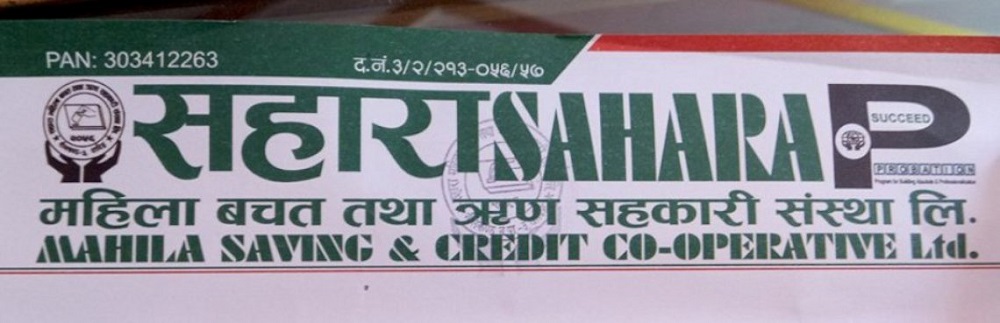 PAN: 303412263
द.नं.३/२/२१३-०५६/५७
सहारा SAHARA
SUCCEED
PROBATION
महिला बचत तथा ऋण सहकारी संस्था लि.
MAHILA SAVING & CREDIT CO-OPERATIVE Ltd.